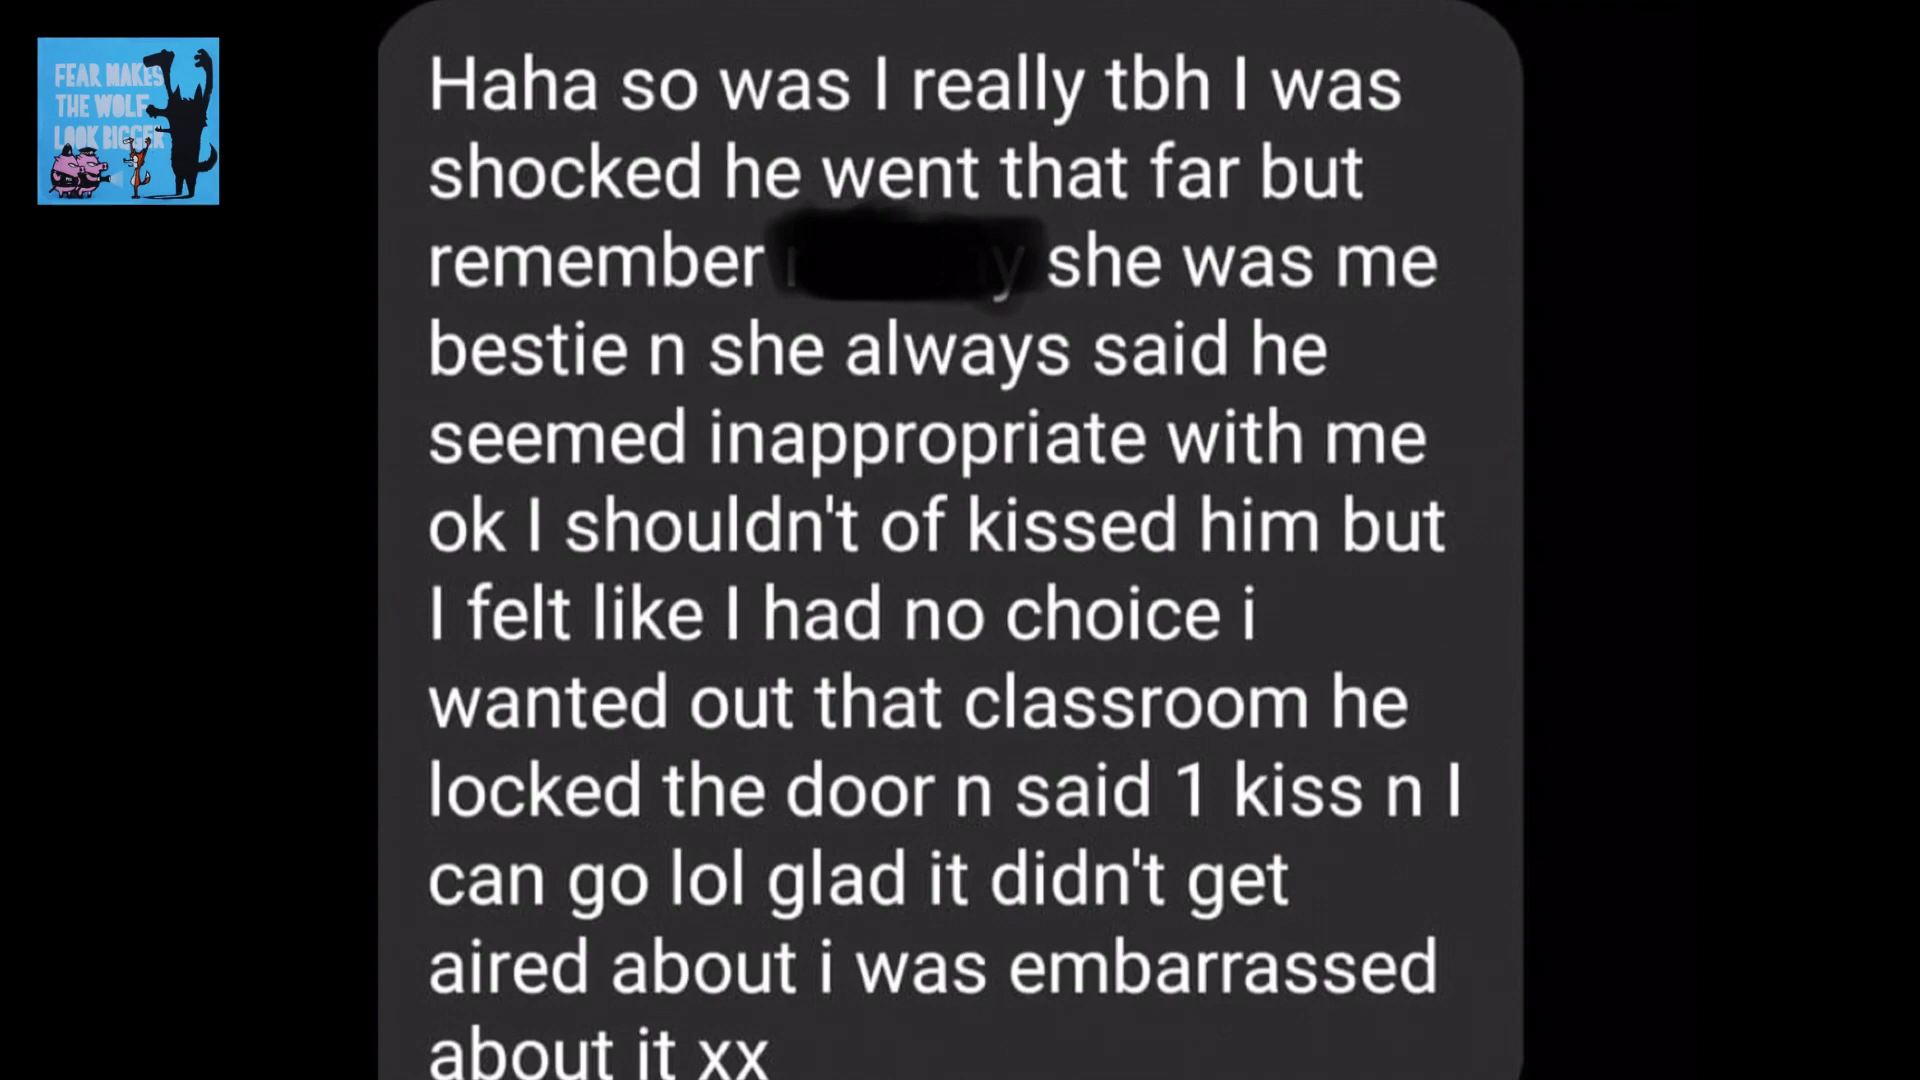 FEAR MAKES
THE WOLF
LOOK BIGGER
Haha so was I really tbh I was
shocked he went that far but
remember she was me
bestie n she always said he
seemed inappropriate with me
ok I shouldn't of kissed him but
I felt like I had no choice i
wanted out that classroom he
locked the door n said 1 kiss n I
can go lol glad it didn't get
aired about i was embarrassed
about it xx